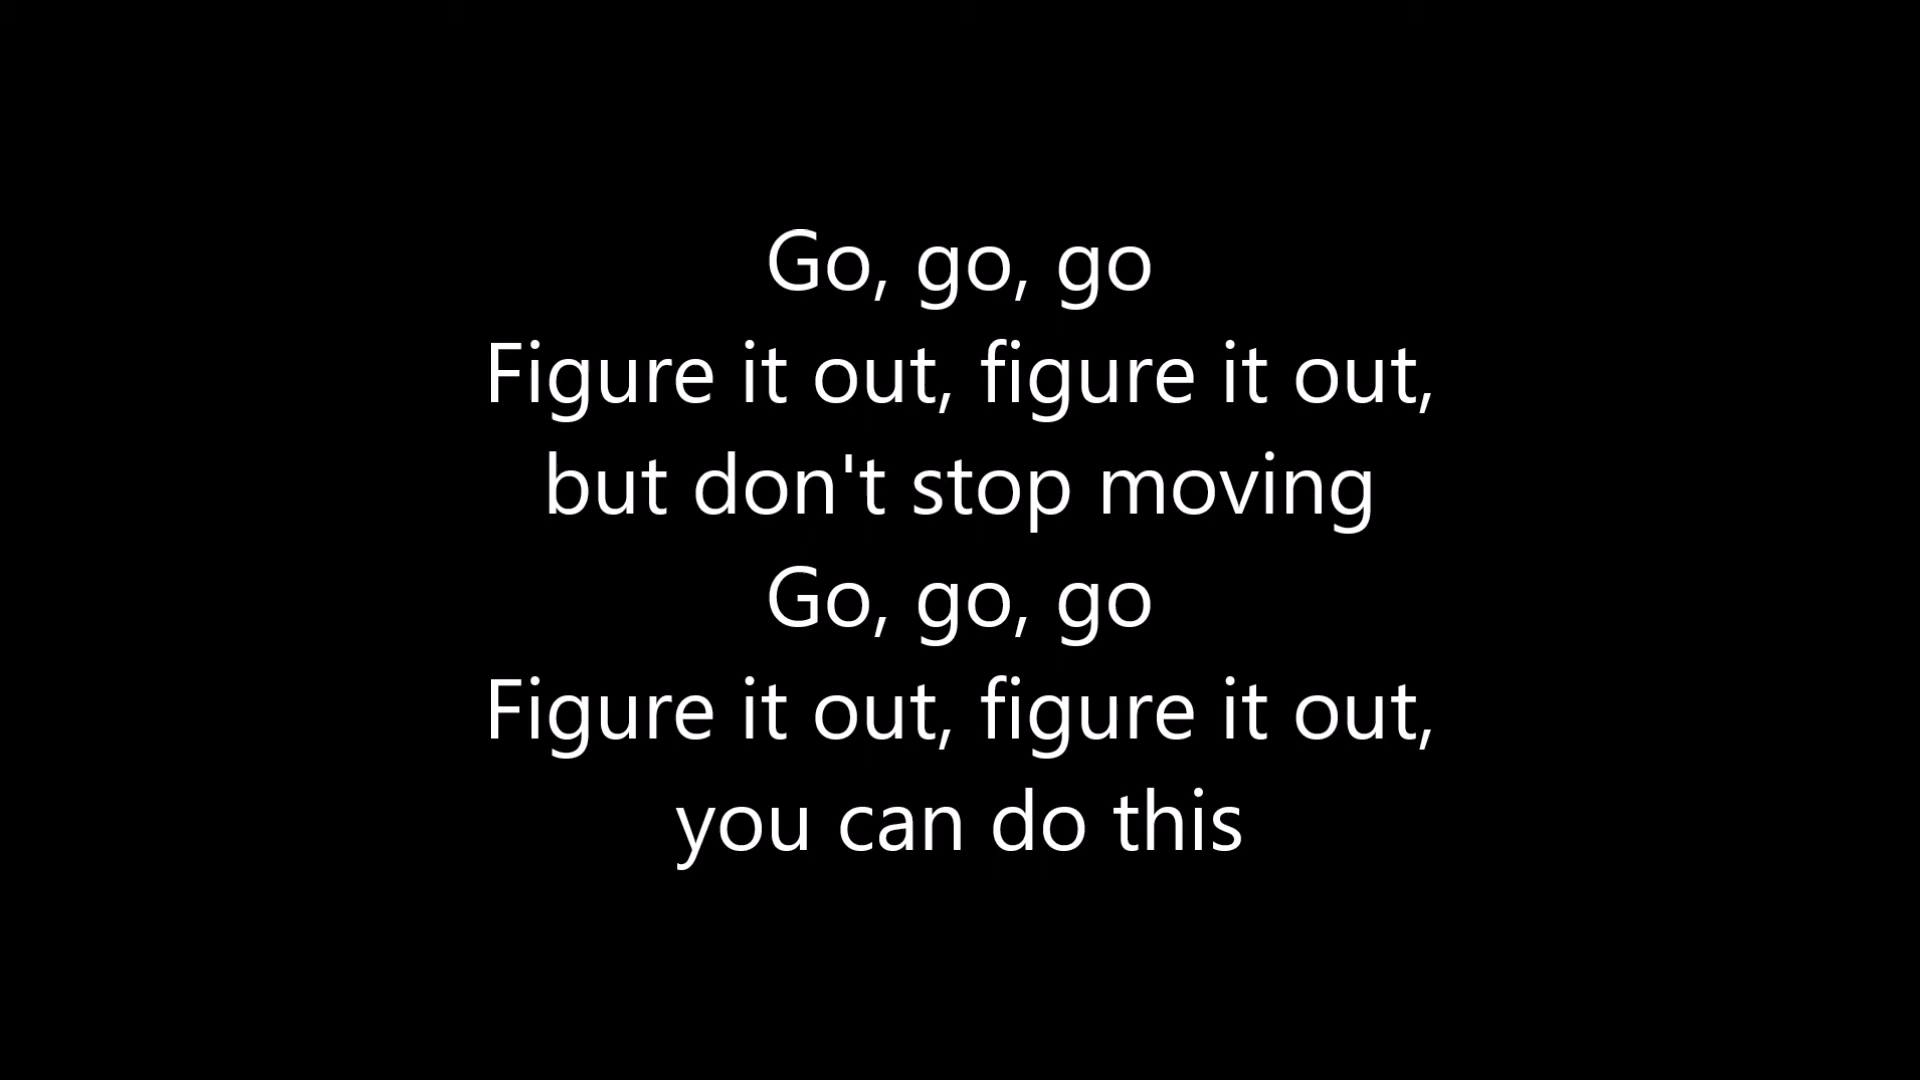 Go, go, go
Figure it out, figure it out,
but don't stop moving
Go, go, go
Figure it out, figure it out,
you can do this